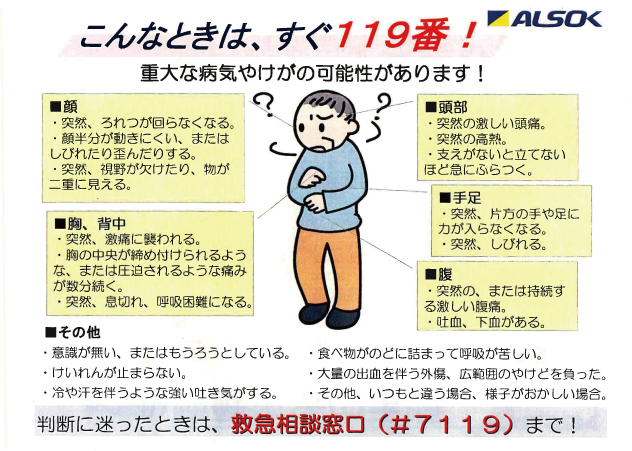 ALSOK
こんなときは、すぐ119番！
重大な病気やけがの可能性があります！
■顔
・突然、ろれつが回らなくなる。
・顔半分が動きにくい、または
しびれたり歪んだりする。
・突然、視野が欠けたり、物が
二重に見える。
■頭部
・突然の激しい頭痛。
・突然の高熱。
・支えがないと立てない
ほど急にふらつく。
■胸、背中
・突然、激痛に襲われる。
・胸の中央が締め付けられるよう
な、または圧迫されるような痛み
が数分続く。
・突然、息切れ、呼吸困難になる。
■手足
・突然、片方の手や足に
力が入らなくなる。
・突然、しびれる。
■腹
・突然の、または持続す
る激しい腹痛。
・吐血、下血がある。
■その他
・意識が無い、またはもうろうとしている。
・けいれんが止まらない。
・冷や汗を伴うような強い吐き気がする。
・食べ物がのどに詰まって呼吸が苦しい。
・大量の出血を伴う外傷、広範囲のやけどを負った。
・その他、いつもと違う場合、様子がおかしい場合。
判断に迷ったときは、救急相談窓口（＃7119）まで！